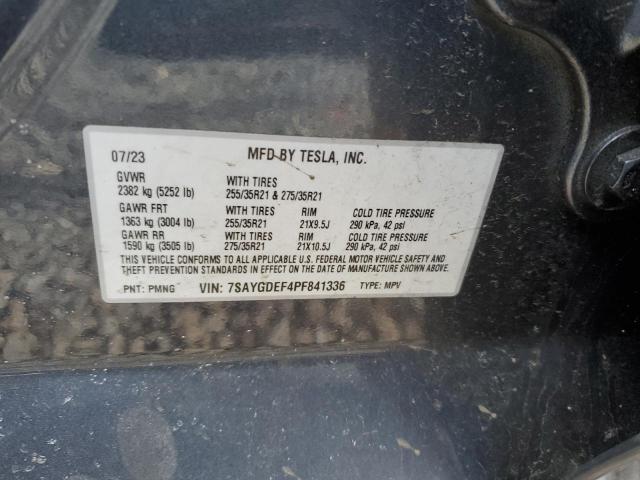 07/23 MFD BY TESLA, INC.
GVWR WITH TIRES
2382 kg (5252 lb) 255/35R21 & 275/35R21
GAWR FRT WITH TIRES RIM COLD TIRE PRESSURE
1363 kg (3004 lb) 255/35R21 21X9.5J 290 kPa, 42 psi
GAWR RR WITH TIRES RIM COLD TIRE PRESSURE
1590 kg (3505 lb) 275/35R21 21X10.5J 290 kPa, 42 psi
THIS VEHICLE CONFORMS TO ALL APPLICABLE U.S. FEDERAL MOTOR VEHICLE SAFETY AND
THEFT PREVENTION STANDARDS IN EFFECT ON THE DATE OF MANUFACTURE SHOWN ABOVE.
PNT: PMNG VIN: 7SAYGDEF4PF841336 TYPE: MPV